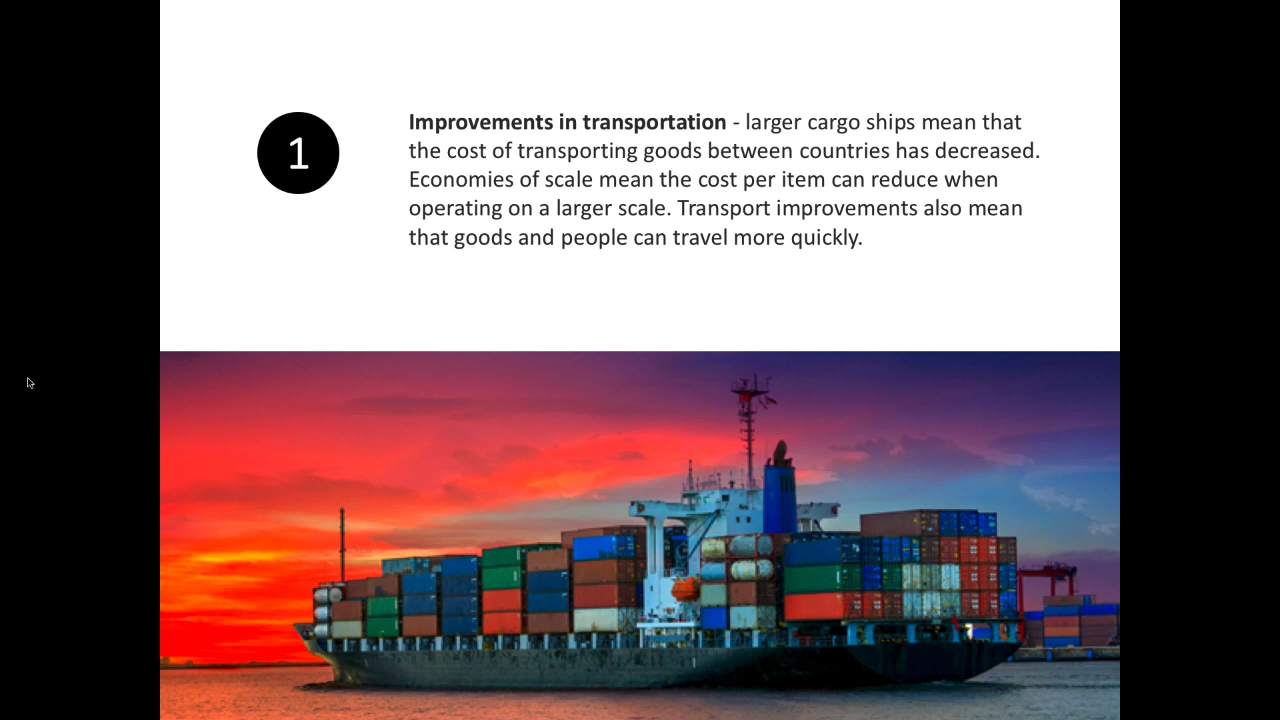 1
Improvements in transportation - larger cargo ships mean that
the cost of transporting goods between countries has decreased.
Economies of scale mean the cost per item can reduce when
operating on a larger scale. Transport improvements also mean
that goods and people can travel more quickly.